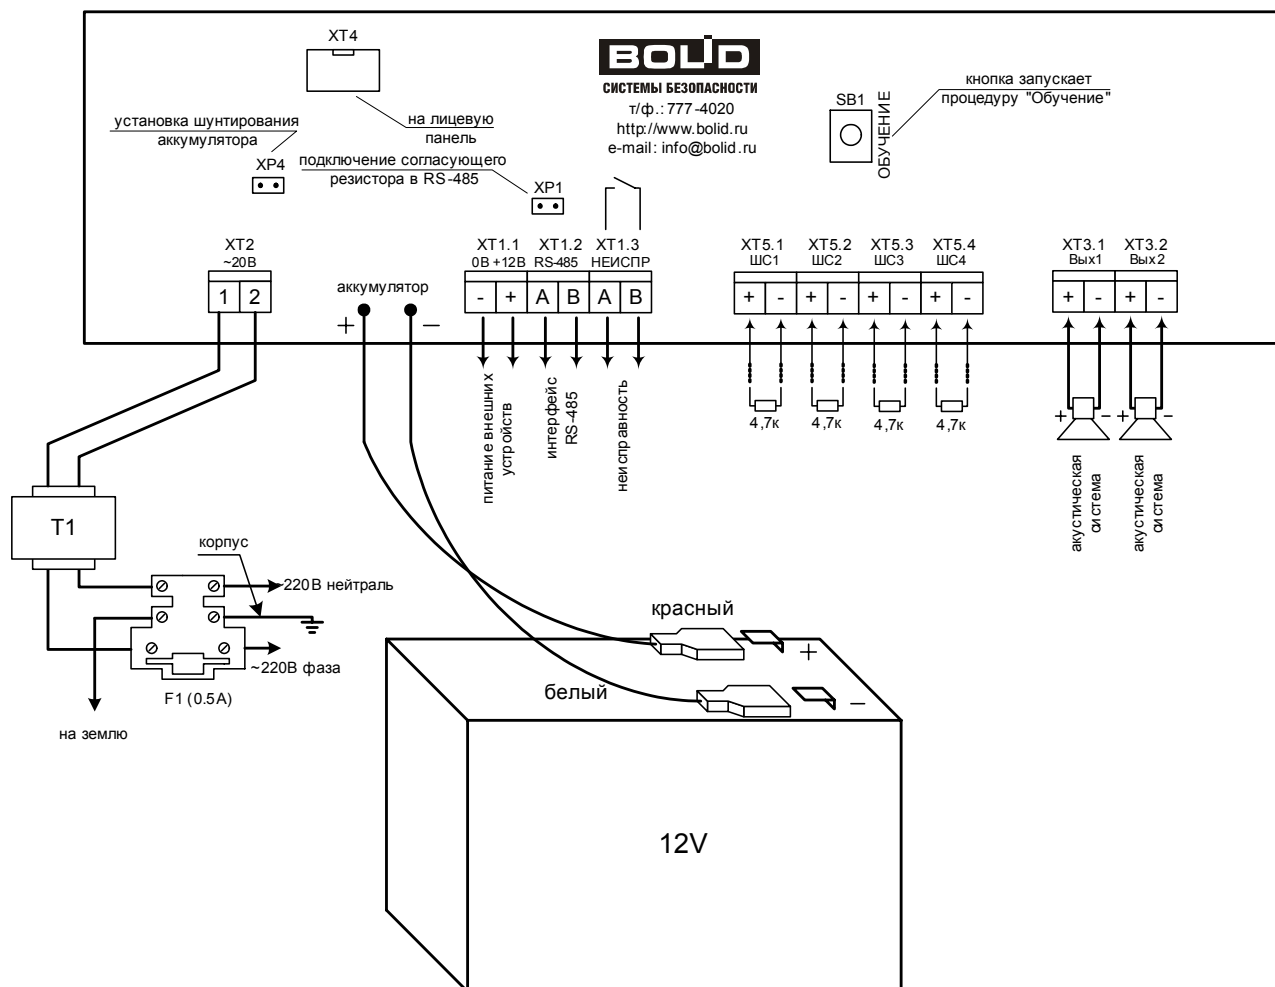 XT4
BOLID
СИСТЕМЫ БЕЗОПАСНОСТИ
т/ф.: 777-4020
http://www.bolid.ru
e-mail: info@bolid.ru
SB1
ОБУЧЕНИЕ
кнопка запускает
процедуру "Обучение"
установка шунтирования
аккумулятора
на лицевую
панель
XP4
подключение согласующего
резистора в RS-485
XP1
XT2
~20В
1 2
аккумулятор
+ –
XT1.1 XT1.2 XT1.3
0В +12В RS-485 НЕИСПР
- + A B A B
XT5.1 XT5.2 XT5.3 XT5.4
ШС1 ШС2 ШС3 ШС4
+ - + - + - + -
XT3.1 XT3.2
Вых1 Вых2
+ - + -
питание внешних
устройств
интерфейс
RS-485
неисправность
4,7к 4,7к 4,7к 4,7к
+ – + –
акустическая
система
акустическая
система
T1
корпус
~220В нейтраль
~220В фаза
F1 (0.5А)
на землю
красный
+
белый
–
12V